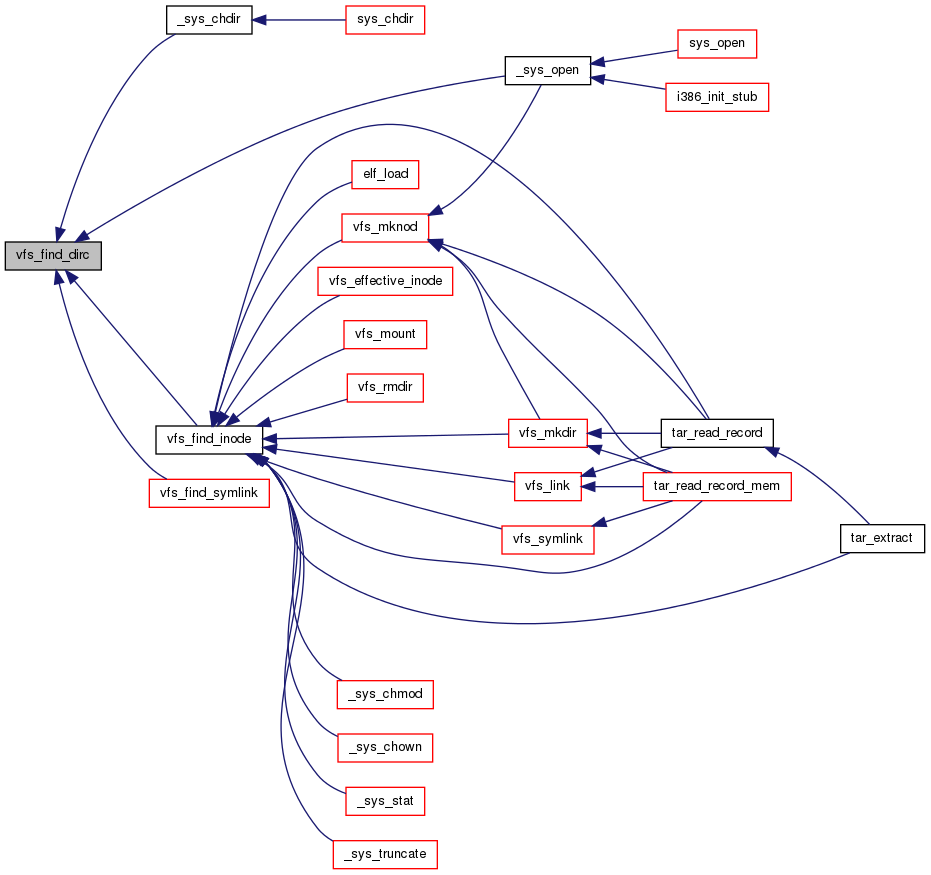 _sys_chdir
sys_chdir
sys_open
_sys_open
i386_init_stub
elf_load
vfs_mknod
vfs_find_dirc
vfs_effective_inode
vfs_mount
vfs_rmdir
vfs_find_inode
vfs_mkdir
tar_read_record
vfs_find_symlink
vfs_link
tar_read_record_mem
vfs_symlink
tar_extract
_sys_chmod
_sys_chown
_sys_stat
_sys_truncate